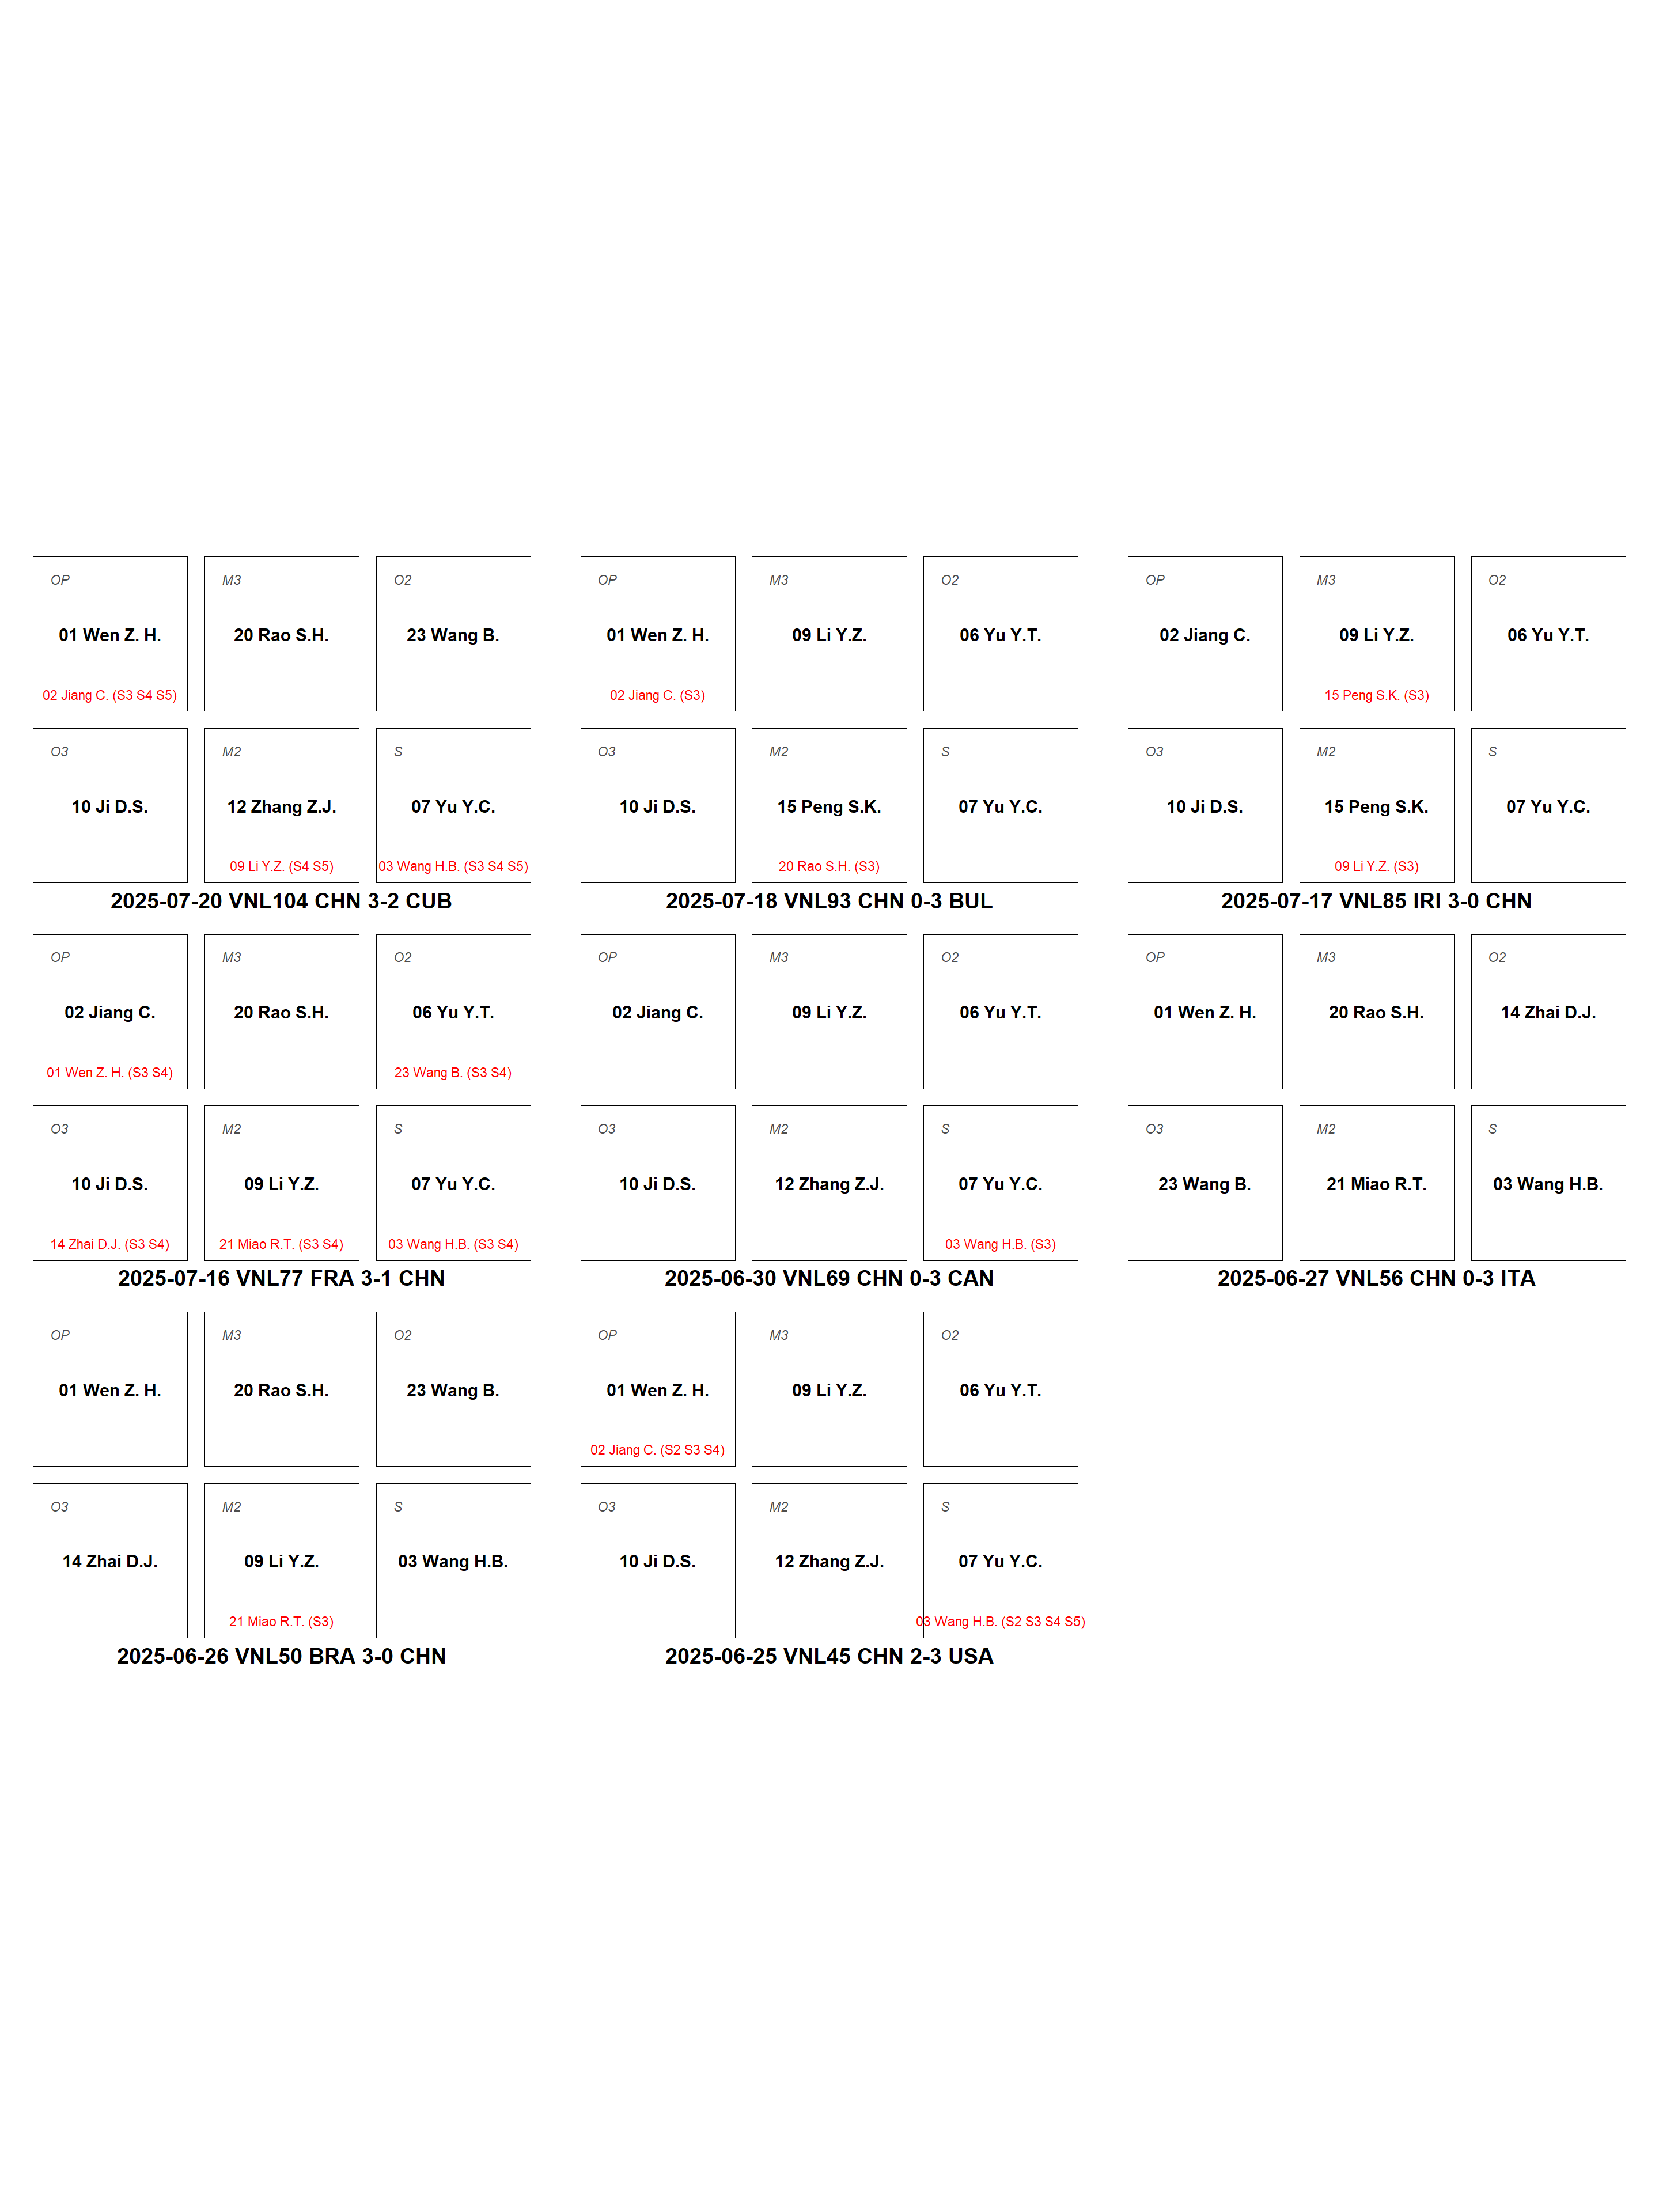 OP M3 O2
01 Wen Z. H. 20 Rao S.H. 23 Wang B.
02 Jiang C. (S3 S4 S5)
O3 M2 S
10 Ji D.S. 12 Zhang Z.J. 07 Yu Y.C.
09 Li Y.Z. (S4 S5) 03 Wang H.B. (S3 S4 S5)
2025-07-20 VNL104 CHN 3-2 CUB
OP M3 O2
01 Wen Z. H. 09 Li Y.Z. 06 Yu Y.T.
02 Jiang C. (S3)
O3 M2 S
10 Ji D.S. 15 Peng S.K. 07 Yu Y.C.
20 Rao S.H. (S3)
2025-07-18 VNL93 CHN 0-3 BUL
OP M3 O2
02 Jiang C. 09 Li Y.Z. 06 Yu Y.T.
15 Peng S.K. (S3)
O3 M2 S
10 Ji D.S. 15 Peng S.K. 07 Yu Y.C.
09 Li Y.Z. (S3)
2025-07-17 VNL85 IRI 3-0 CHN
OP M3 O2
02 Jiang C. 20 Rao S.H. 06 Yu Y.T.
01 Wen Z. H. (S3 S4) 23 Wang B. (S3 S4)
O3 M2 S
10 Ji D.S. 09 Li Y.Z. 07 Yu Y.C.
14 Zhai D.J. (S3 S4) 21 Miao R.T. (S3 S4) 03 Wang H.B. (S3 S4)
2025-07-16 VNL77 FRA 3-1 CHN
OP M3 O2
02 Jiang C. 09 Li Y.Z. 06 Yu Y.T.
O3 M2 S
10 Ji D.S. 12 Zhang Z.J. 07 Yu Y.C.
03 Wang H.B. (S3)
2025-06-30 VNL69 CHN 0-3 CAN
OP M3 O2
01 Wen Z. H. 20 Rao S.H. 14 Zhai D.J.
O3 M2 S
23 Wang B. 21 Miao R.T. 03 Wang H.B.
2025-06-27 VNL56 CHN 0-3 ITA
OP M3 O2
01 Wen Z. H. 20 Rao S.H. 23 Wang B.
O3 M2 S
14 Zhai D.J. 09 Li Y.Z. 03 Wang H.B.
21 Miao R.T. (S3)
2025-06-26 VNL50 BRA 3-0 CHN
OP M3 O2
01 Wen Z. H. 09 Li Y.Z. 06 Yu Y.T.
02 Jiang C. (S2 S3 S4)
O3 M2 S
10 Ji D.S. 12 Zhang Z.J. 07 Yu Y.C.
03 Wang H.B. (S2 S3 S4 S5)
2025-06-25 VNL45 CHN 2-3 USA